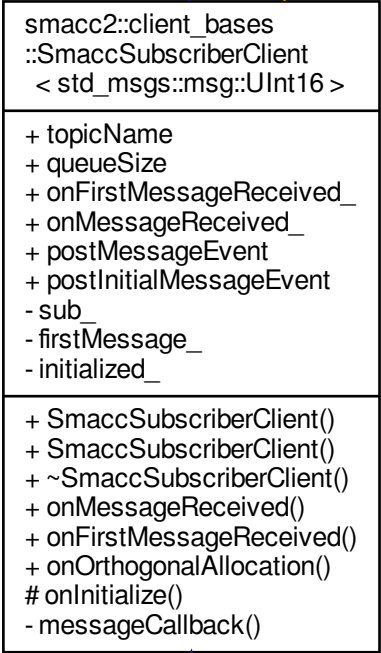 smacc2::client_bases
::SmaccSubscriberClient
< std_msgs::msg::UInt16 >
+ topicName
+ queueSize
+ onFirstMessageReceived_
+ onMessageReceived_
+ postMessageEvent
+ postInitialMessageEvent
- sub_
- firstMessage_
- initialized_
+ SmaccSubscriberClient()
+ SmaccSubscriberClient()
+ ~SmaccSubscriberClient()
+ onMessageReceived()
+ onFirstMessageReceived()
+ onOrthogonalAllocation()
# onInitialize()
- messageCallback()